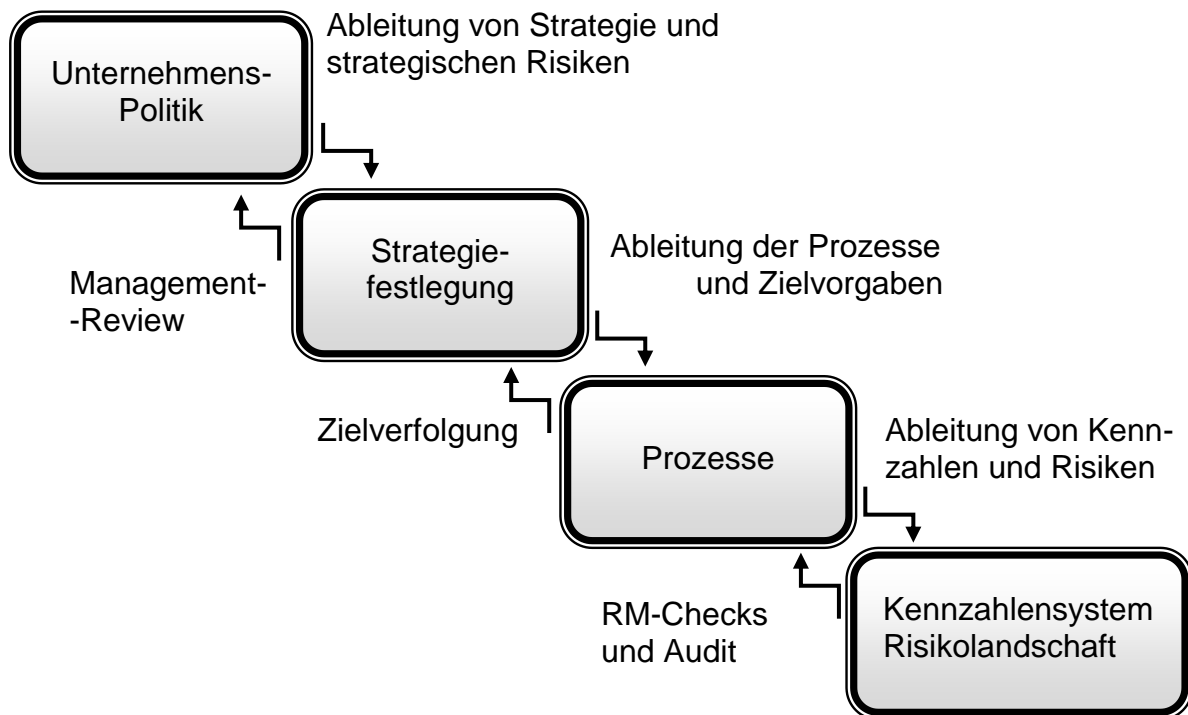 Ableitung von Strategie und
strategischen Risiken
Unternehmens-
Politik
Strategie-
festlegung
Ableitung der Prozesse
und Zielvorgaben
Management-
-Review
Zielverfolgung
Prozesse
Ableitung von Kenn-
zahlen und Risiken
RM-Checks
und Audit
Kennzahlensystem
Risikolandschaft